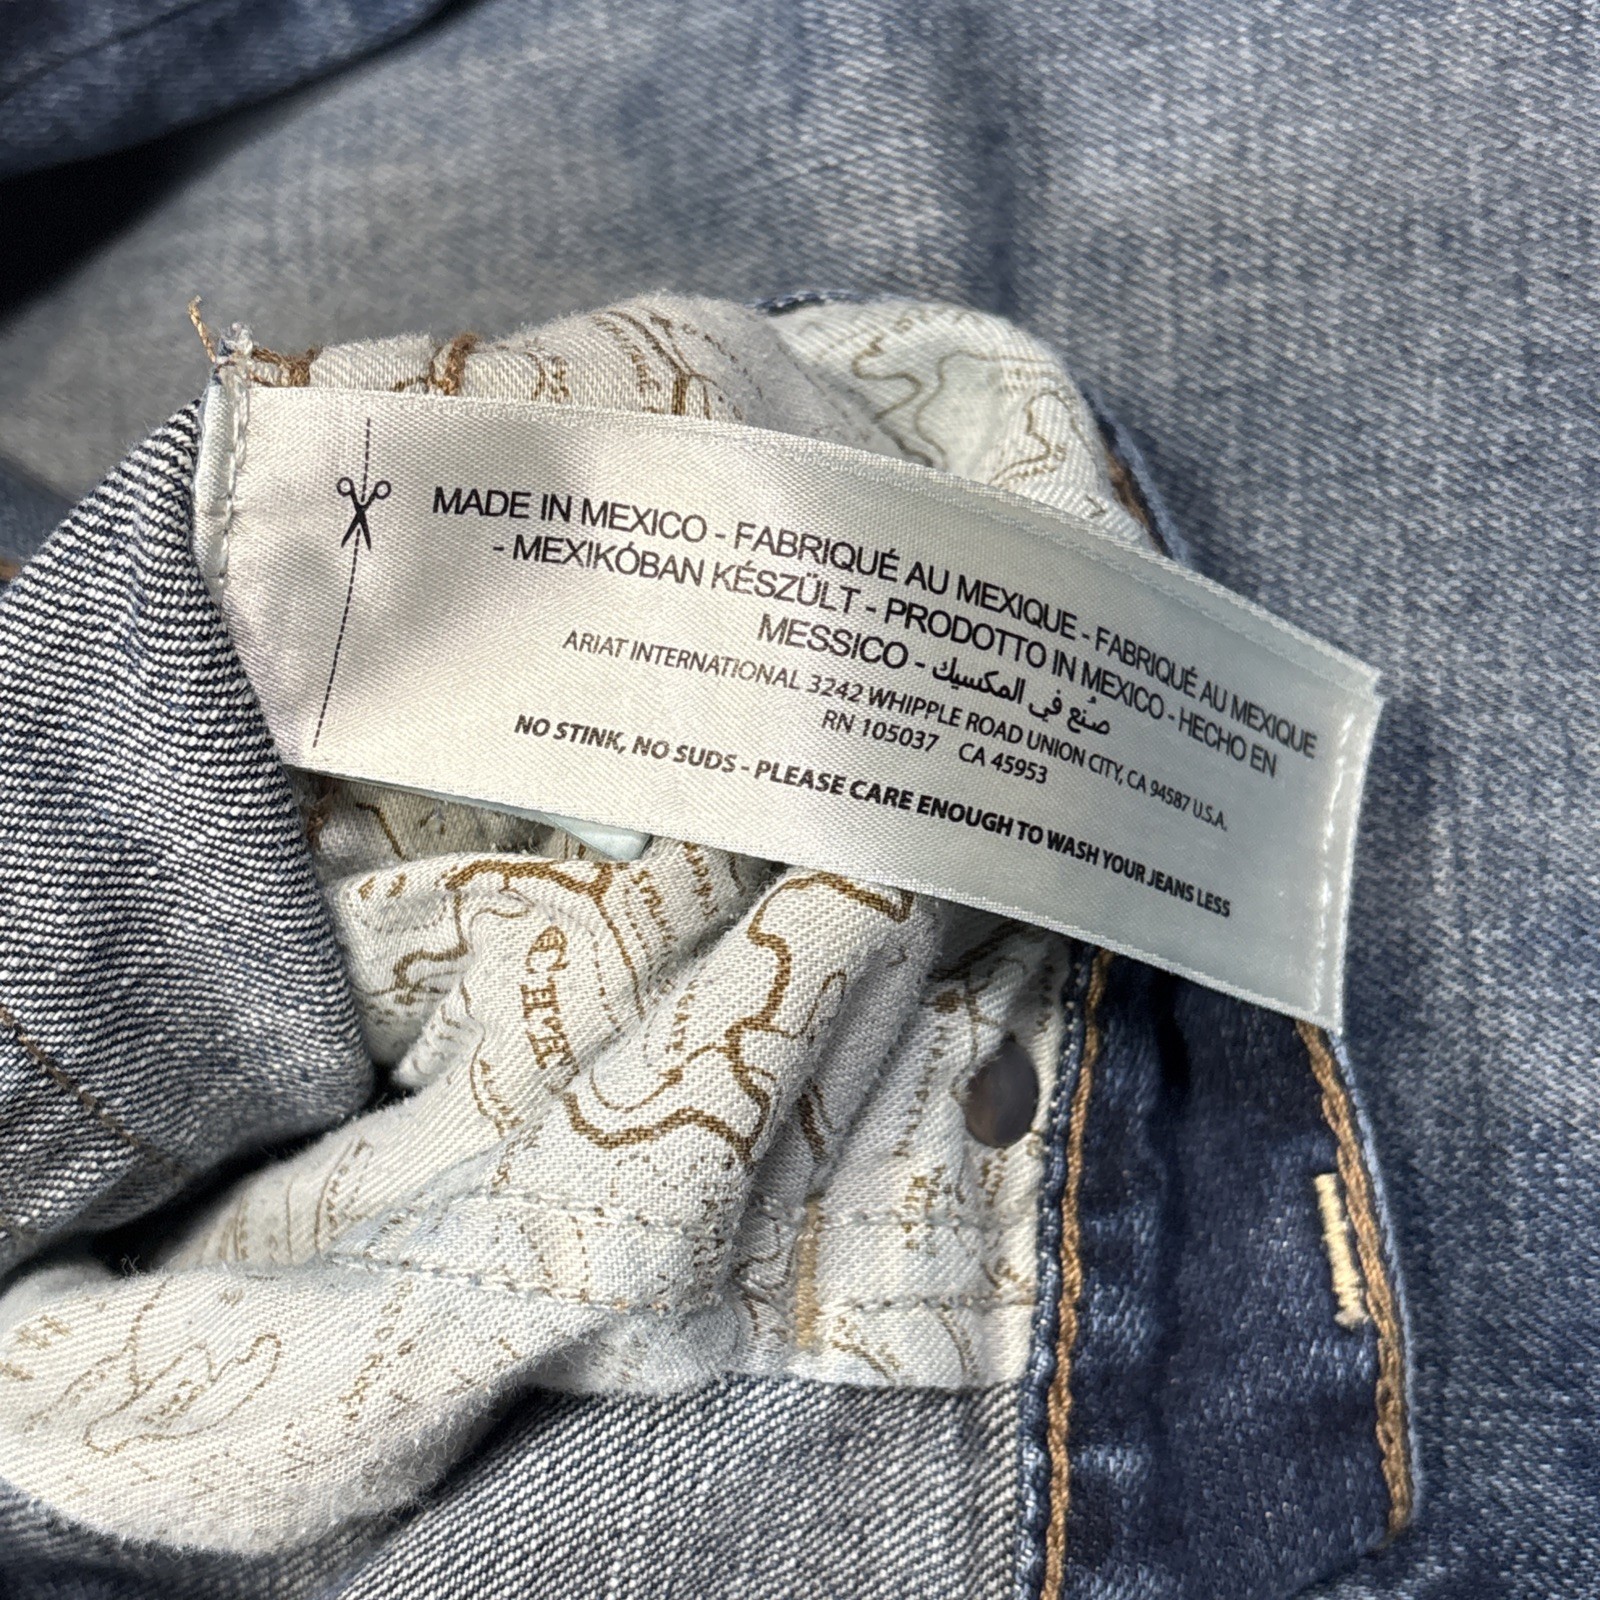 MADE IN MEXICO - FABRIQUÉ AU MEXIQUE - FABRIQUÉ AU MEXIQUE
- MEXIKÓBAN KÉSZÜLT - PRODOTTO IN MEXICO - HECHO EN
MESSICO - صُنع في المكسيك
ARIAT INTERNATIONAL 3242 WHIPPLE ROAD UNION CITY, CA 94587 U.S.A.
RN 105037 CA 45953
NO STINK, NO SUDS - PLEASE CARE ENOUGH TO WASH YOUR JEANS LESS